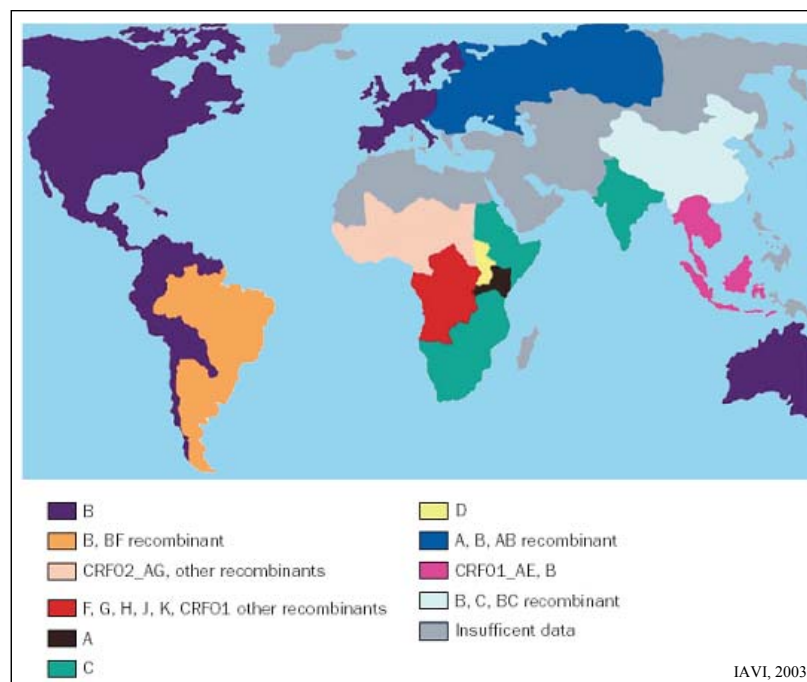 B
B, BF recombinant
CRF02_AG, other recombinants
F, G, H, J, K, CRF01 other recombinants
A
C
D
A, B, AB recombinant
CRF01_AE, B
B, C, BC recombinant
Insufficent data
IAVI, 2003